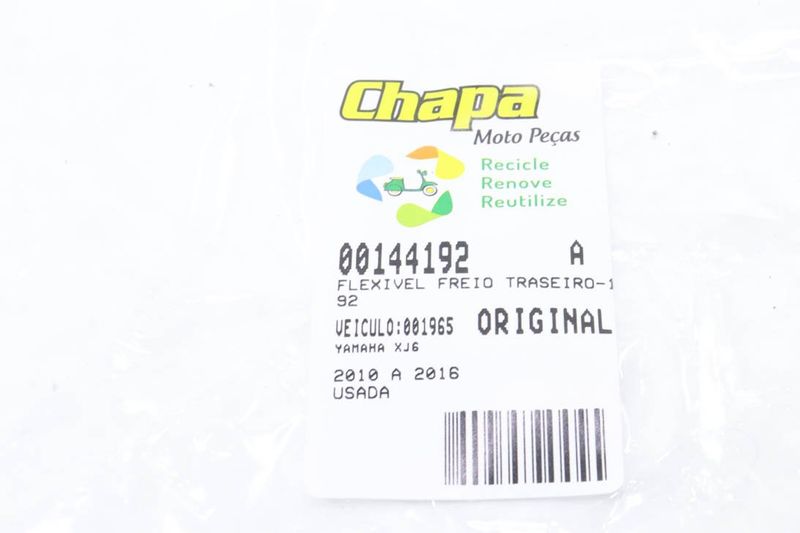 Chapa
Moto Peças
Recicle
Renove
Reutilize
00144192 A
FLEXIVEL FREIO TRASEIRO-1
92
VEICULO:001965 ORIGINAL
YAMAHA XJ6
2010 A 2016
USADA